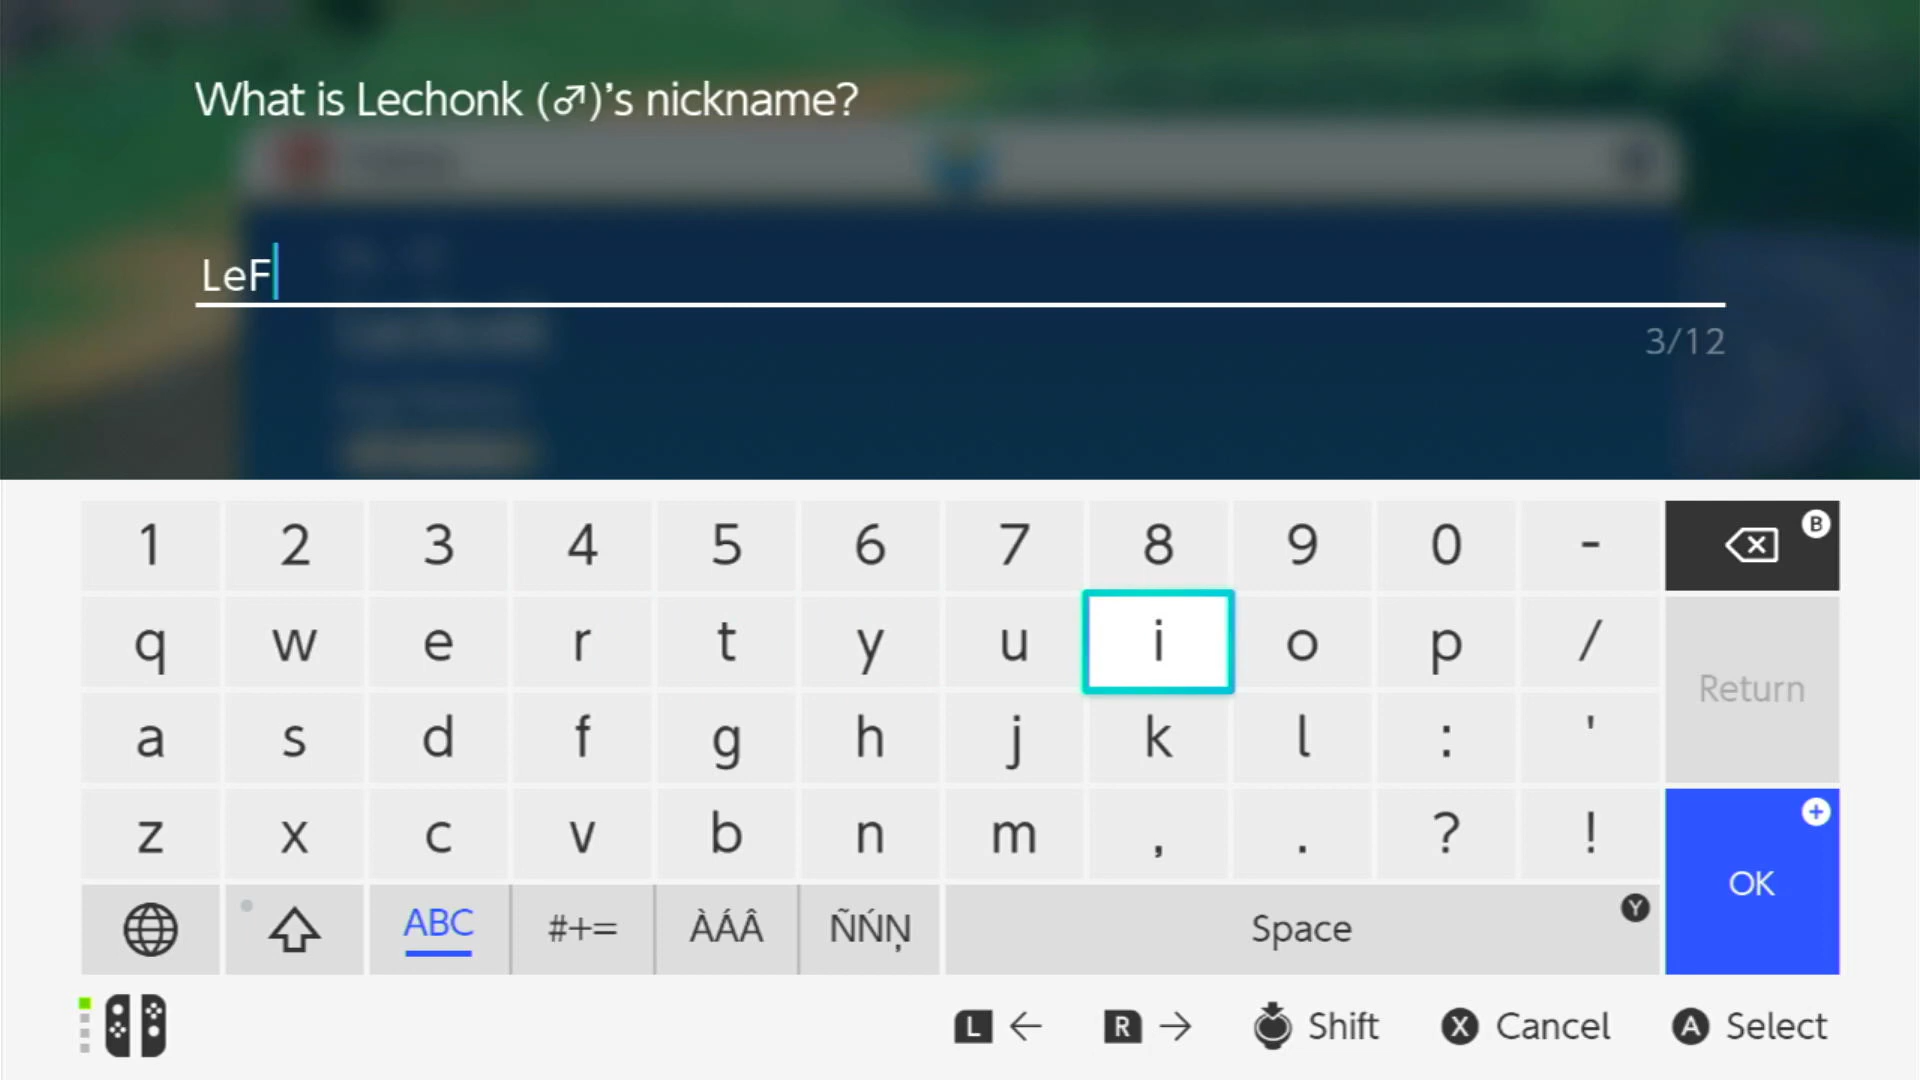 What is Lechonk (♂)'s nickname?
LeF
3/12
1 2 3 4 5 6 7 8 9 0 - B
q w e r t y u i o p /
Return
a s d f g h j k l : '
z x c v b n m , . ? ! +
OK
ABC #+= ÀÁÂ ÑŃŅ Space Y
L ← R → Shift X Cancel A Select